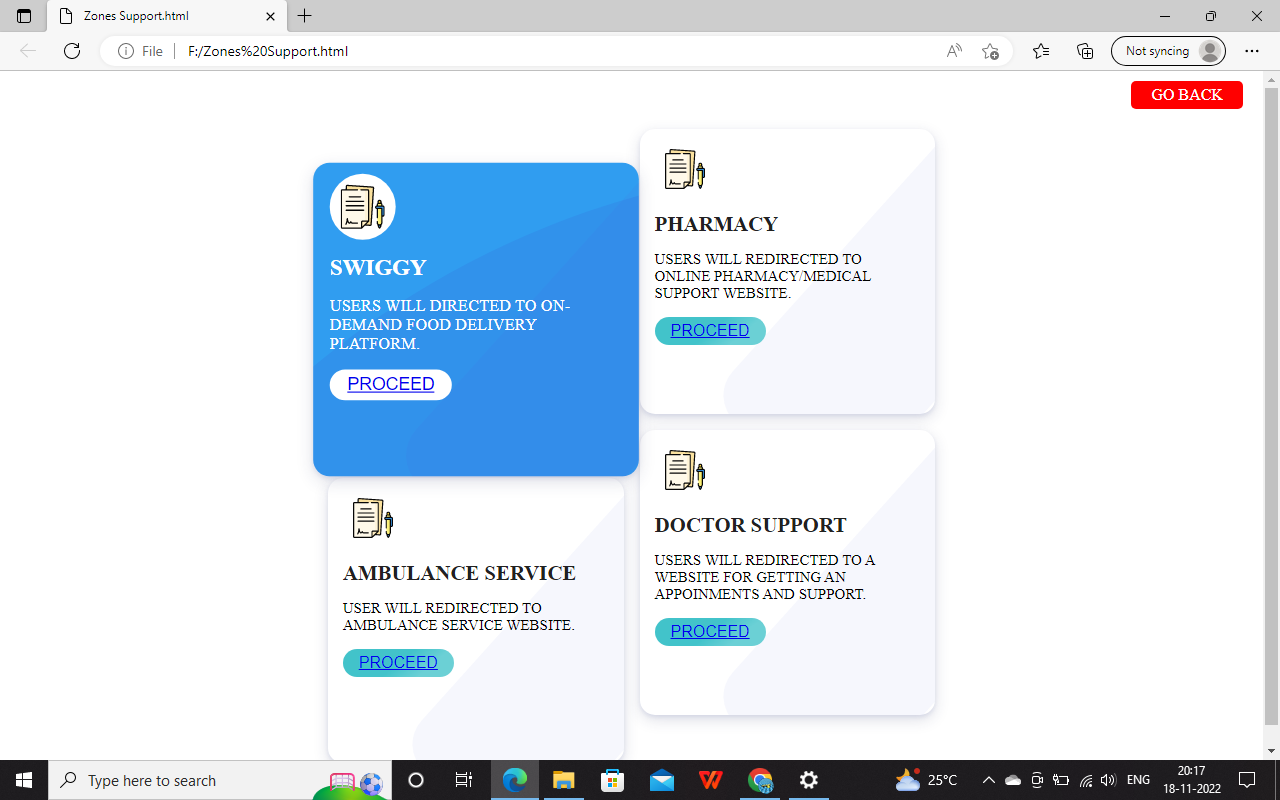 Zones Support.html
File
F:/Zones%20Support.html
Not syncing
GO BACK
SWIGGY
USERS WILL DIRECTED TO ON-
DEMAND FOOD DELIVERY
PLATFORM.
PROCEED
PHARMACY
USERS WILL REDIRECTED TO
ONLINE PHARMACY/MEDICAL
SUPPORT WEBSITE.
PROCEED
AMBULANCE SERVICE
USER WILL REDIRECTED TO
AMBULANCE SERVICE WEBSITE.
PROCEED
DOCTOR SUPPORT
USERS WILL REDIRECTED TO A
WEBSITE FOR GETTING AN
APPOINMENTS AND SUPPORT.
PROCEED
Type here to search
25°C
ENG
20:17
18-11-2022